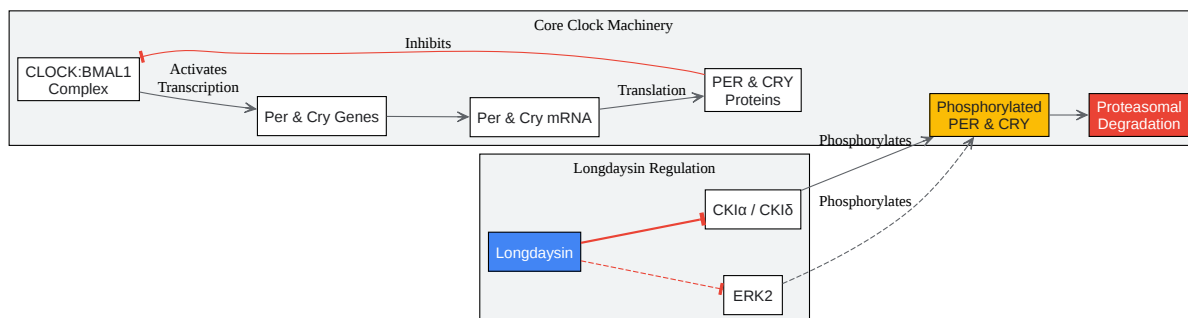 Core Clock Machinery
Inhibits
CLOCK:BMAL1
Complex
Activates
Transcription
Per & Cry Genes
Per & Cry mRNA
Translation
PER & CRY
Proteins
Phosphorylated
PER & CRY
Proteasomal
Degradation
Phosphorylates
Longdaysin Regulation
CKIα / CKIδ
Phosphorylates
Longdaysin
ERK2